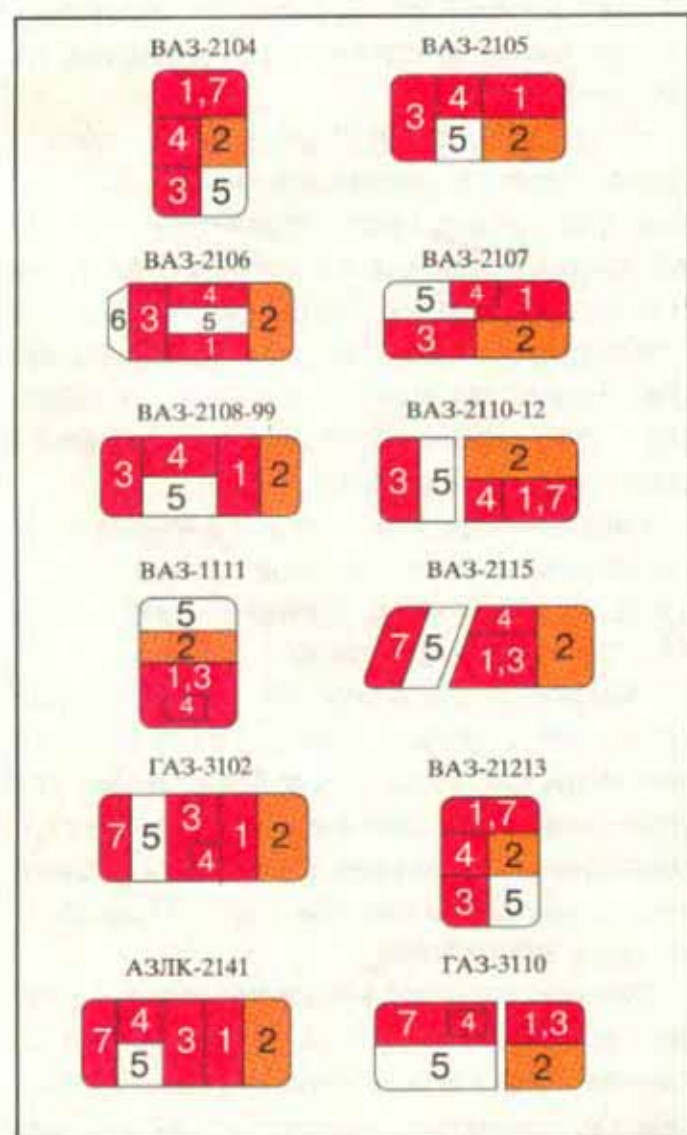 ВАЗ-2104
1,7
4 2
3 5
ВАЗ-2105
3 4 1
5 2
ВАЗ-2106
6 3 4 2
5
1
ВАЗ-2107
5 4 1
3 2
ВАЗ-2108-99
3 4 1 2
5
ВАЗ-2110-12
3 5 2
4 1,7
ВАЗ-1111
5
2
1,3
4
ВАЗ-2115
7 5 4 2
1,3
ГАЗ-3102
7 5 3 1 2
4
ВАЗ-21213
1,7
4 2
3 5
АЗЛК-2141
7 4 3 1 2
5
ГАЗ-3110
7 4 1,3
5 2